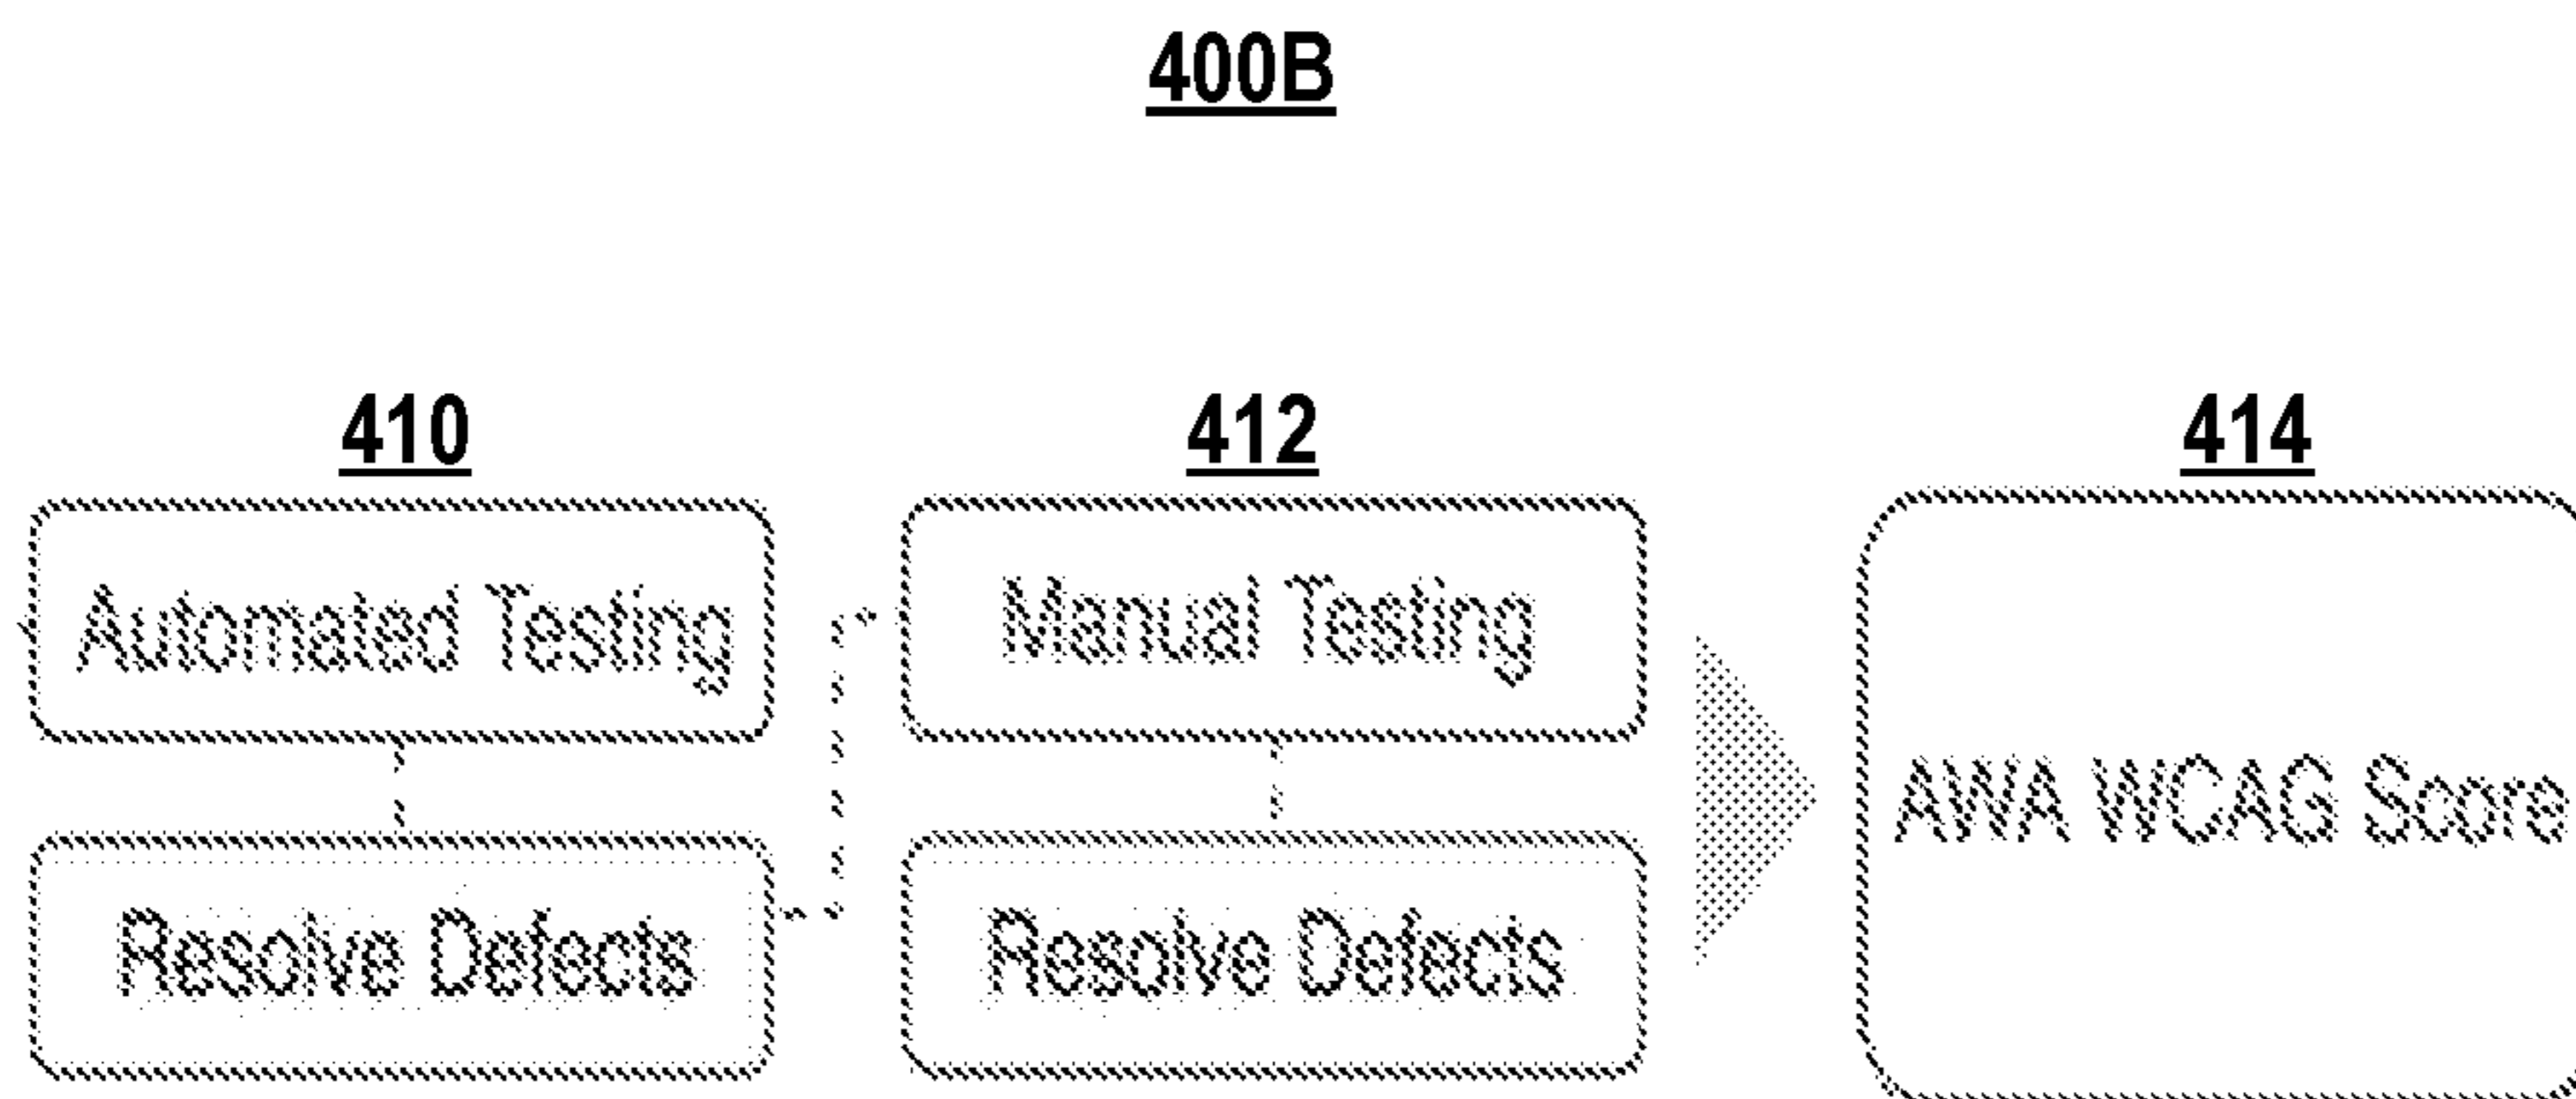 400B
410
Automated Testing
Resolve Defects
412
Manual Testing
Resolve Defects
414
AWA WCAG Score